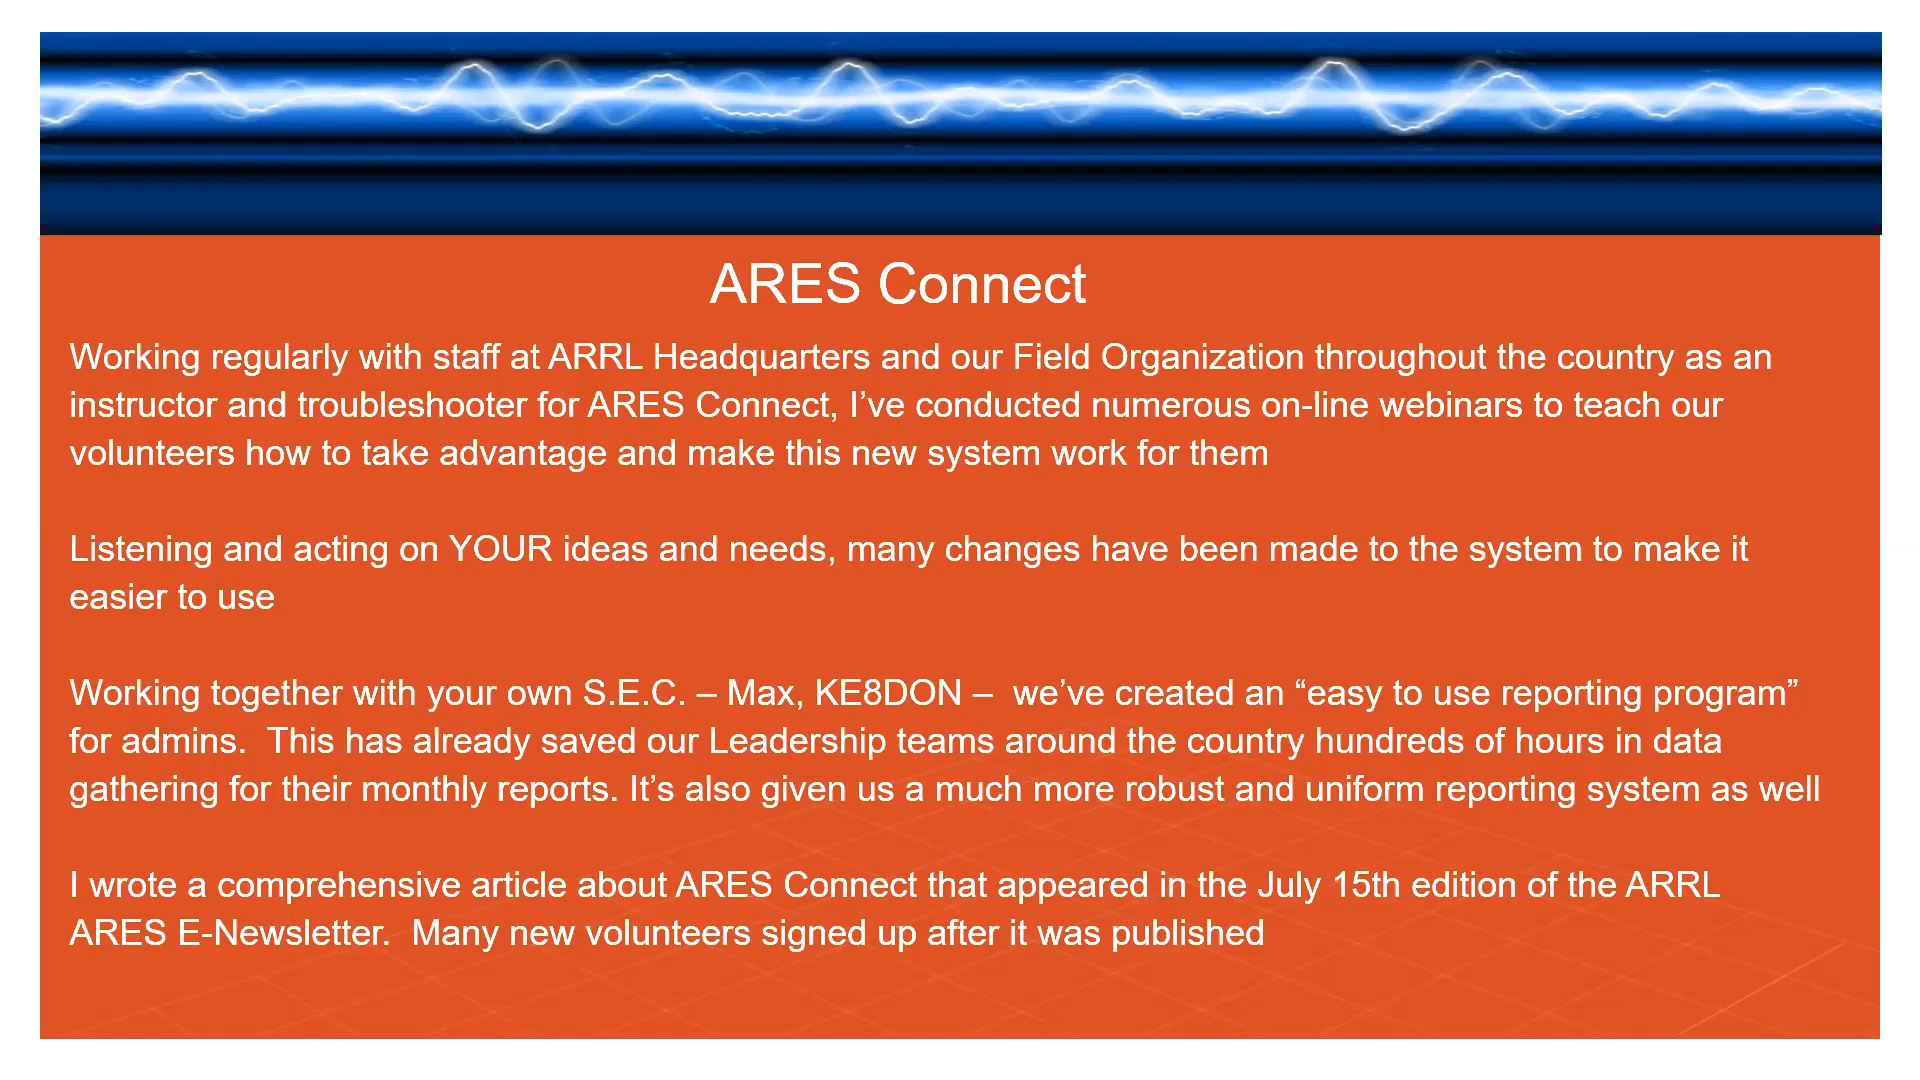 ARES Connect
Working regularly with staff at ARRL Headquarters and our Field Organization throughout the country as an
instructor and troubleshooter for ARES Connect, I’ve conducted numerous on-line webinars to teach our
volunteers how to take advantage and make this new system work for them
Listening and acting on YOUR ideas and needs, many changes have been made to the system to make it
easier to use
Working together with your own S.E.C. – Max, KE8DON –  we’ve created an “easy to use reporting program”
for admins.  This has already saved our Leadership teams around the country hundreds of hours in data
gathering for their monthly reports. It’s also given us a much more robust and uniform reporting system as well
I wrote a comprehensive article about ARES Connect that appeared in the July 15th edition of the ARRL
ARES E-Newsletter.  Many new volunteers signed up after it was published